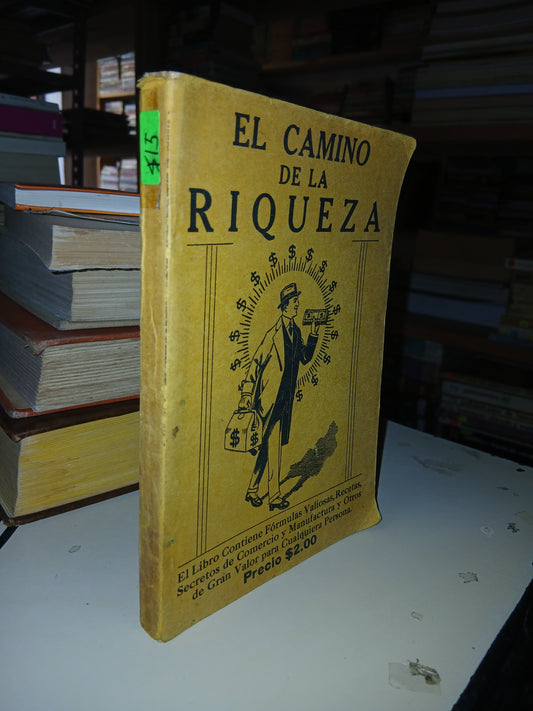 $15
EL CAMINO
DE LA
RIQUEZA
El Libro Contiene Fórmulas Valiosas, Recetas,
Secretos de Comercio y Manufactura y Otros
de Gran Valor para Cualquiera Persona.
Precio $2.00